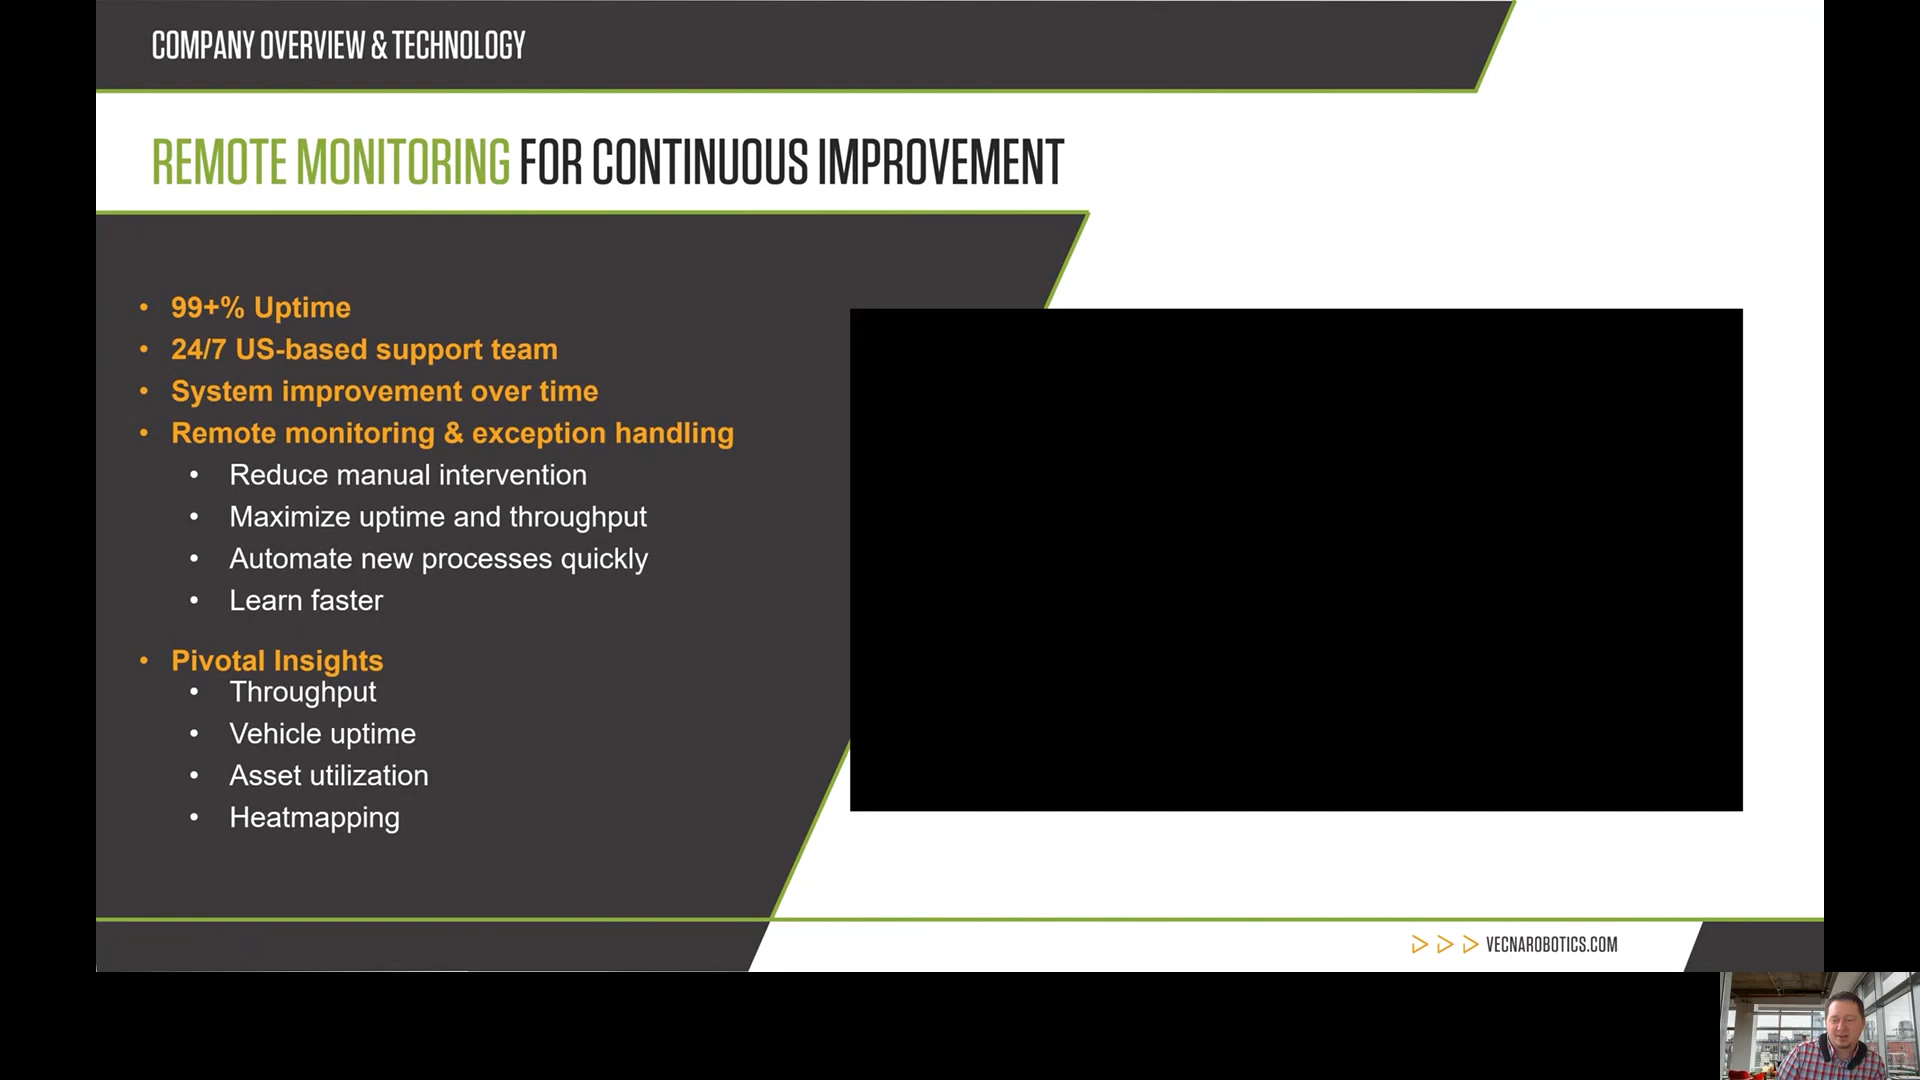 COMPANY OVERVIEW & TECHNOLOGY
REMOTE MONITORING FOR CONTINUOUS IMPROVEMENT
• 99+% Uptime
• 24/7 US-based support team
• System improvement over time
• Remote monitoring & exception handling
• Reduce manual intervention
• Maximize uptime and throughput
• Automate new processes quickly
• Learn faster
• Pivotal Insights
• Throughput
• Vehicle uptime
• Asset utilization
• Heatmapping
VECNAROBOTICS.COM